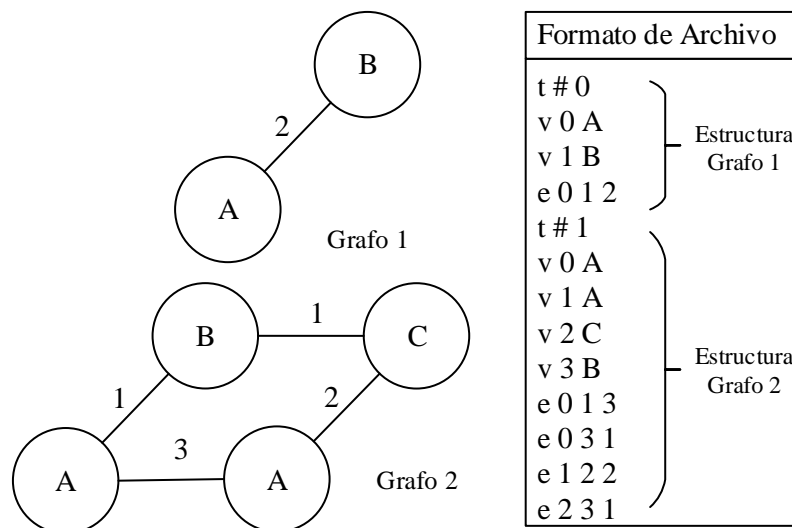 B
2
A
Grafo 1
B
1
C
1
2
3
A
A
Grafo 2
Formato de Archivo
t # 0
v 0 A
v 1 B
e 0 1 2
Estructura
Grafo 1
t # 1
v 0 A
v 1 A
v 2 C
v 3 B
e 0 1 3
e 0 3 1
e 1 2 2
e 2 3 1
Estructura
Grafo 2